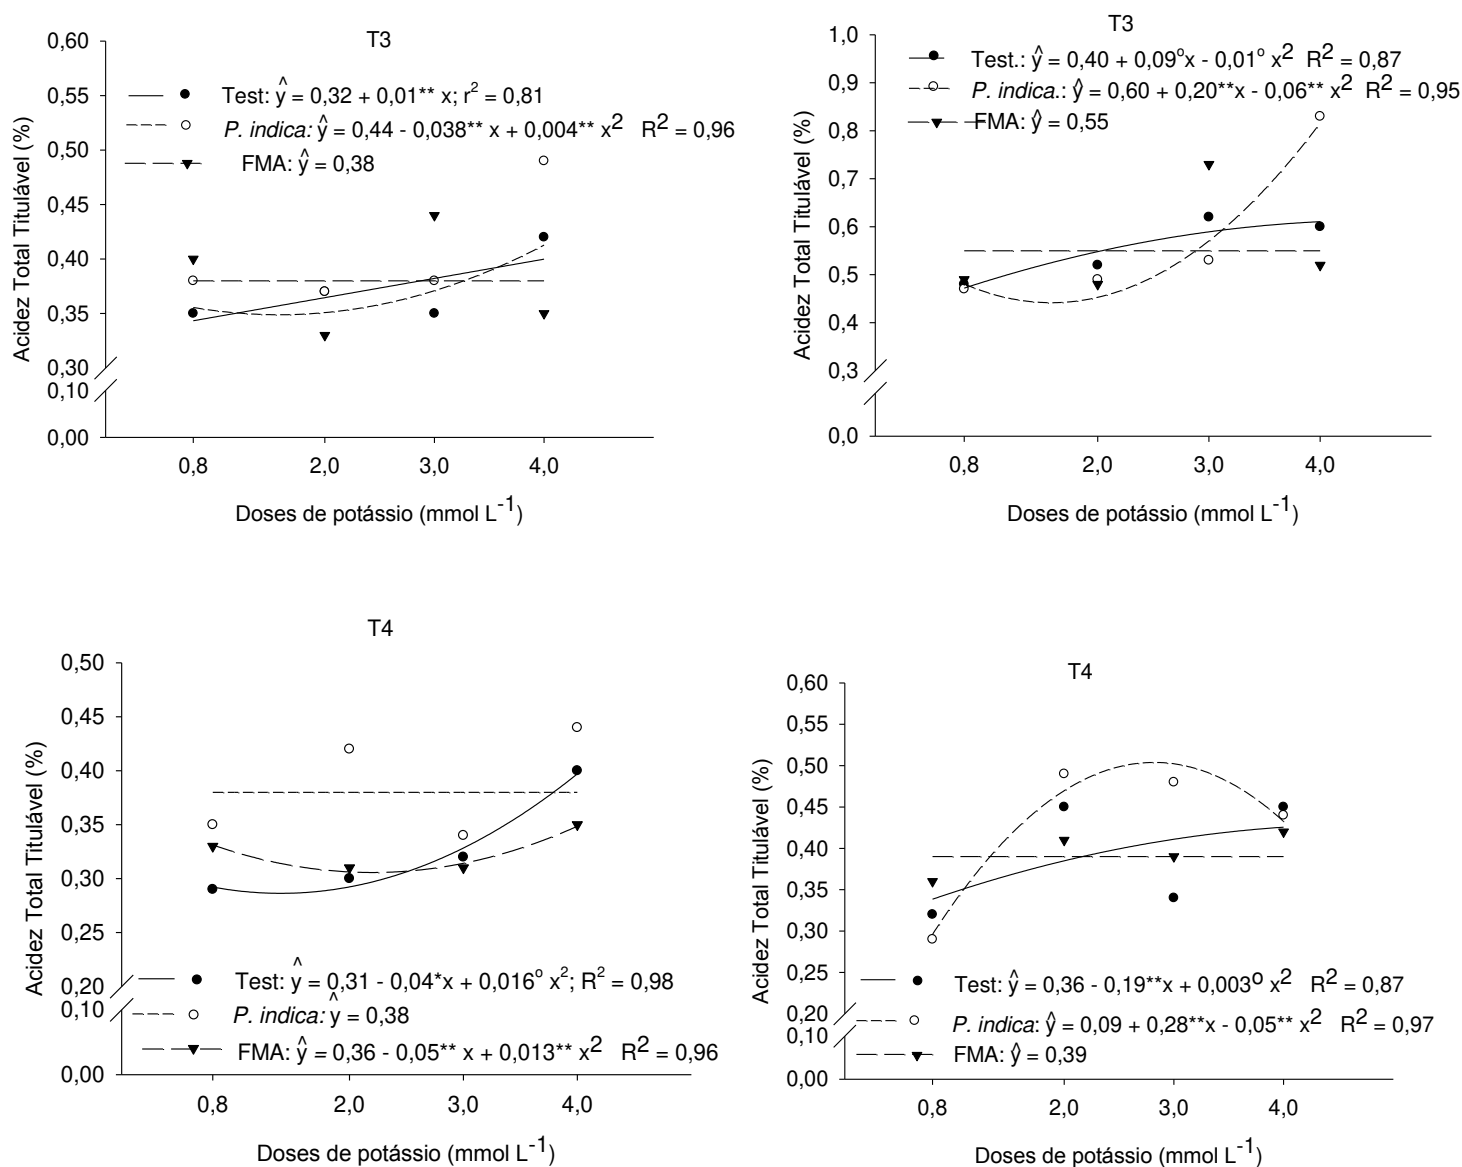 T3
Test: ŷ = 0,32 + 0,01** x; r² = 0,81
P. indica: ŷ = 0,44 - 0,038** x + 0,004** x² R² = 0,96
FMA: ŷ = 0,38
Acidez Total Titulável (%)
0,60
0,55
0,50
0,45
0,40
0,35
0,30
0,10
0,00
0,8 2,0 3,0 4,0
Doses de potássio (mmol L⁻¹)
T3
Test.: ŷ = 0,40 + 0,09ᵒx - 0,01ᵒ x² R² = 0,87
P. indica.: ŷ = 0,60 + 0,20**x - 0,06** x² R² = 0,95
FMA: ŷ = 0,55
Acidez Total Titulável (%)
1,0
0,9
0,8
0,7
0,6
0,5
0,4
0,3
0,0
0,8 2,0 3,0 4,0
Doses de potássio (mmol L⁻¹)
T4
Acidez Total Titulável (%)
0,50
0,45
0,40
0,35
0,30
0,25
0,20
0,10
0,00
Test: ŷ = 0,31 - 0,04*x + 0,016ᵒ x²; R² = 0,98
P. indica: ŷ = 0,38
FMA: ŷ = 0,36 - 0,05** x + 0,013** x² R² = 0,96
0,8 2,0 3,0 4,0
Doses de potássio (mmol L⁻¹)
T4
Acidez Total Titulável (%)
0,60
0,55
0,50
0,45
0,40
0,35
0,30
0,25
0,20
0,10
0,00
Test: ŷ = 0,36 - 0,19**x + 0,003ᵒ x² R² = 0,87
P. indica: ŷ = 0,09 + 0,28**x - 0,05** x² R² = 0,97
FMA: ŷ = 0,39
0,8 2,0 3,0 4,0
Doses de potássio (mmol L⁻¹)